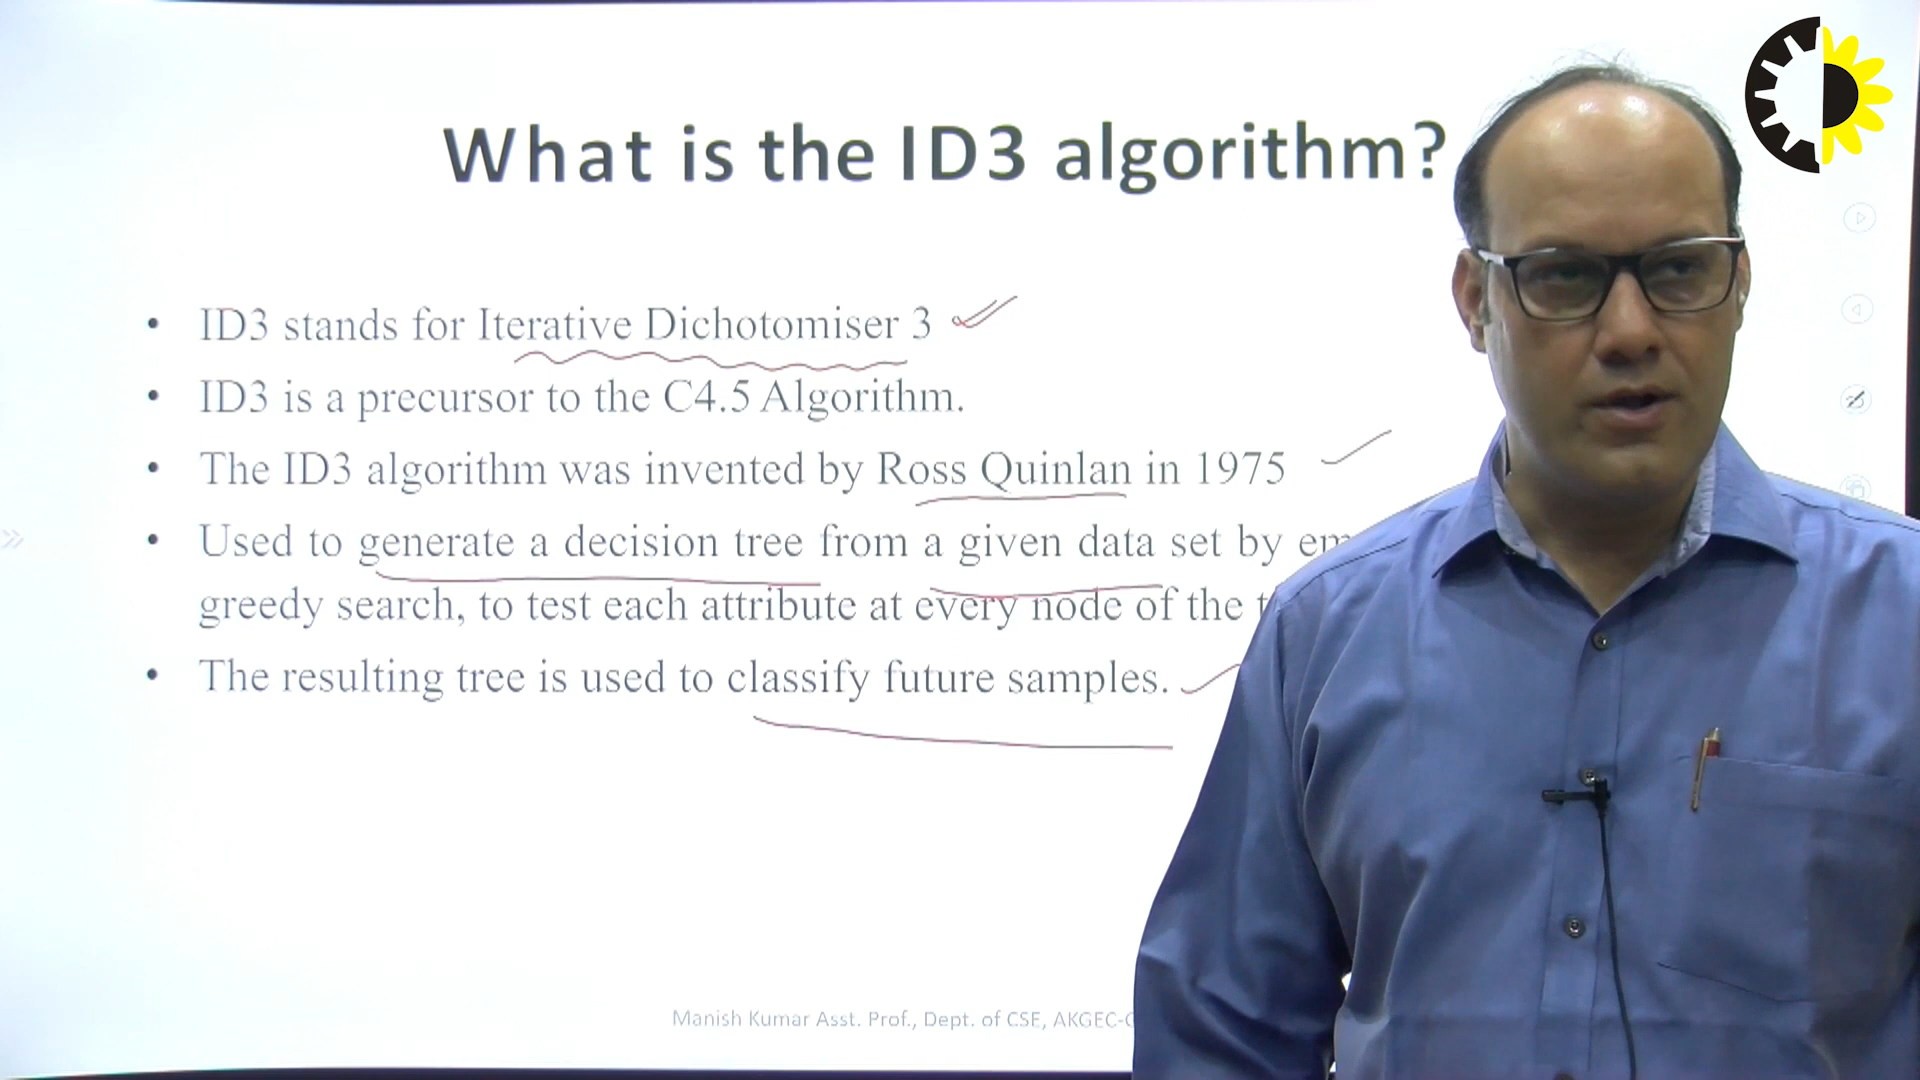 What is the ID3 algorithm?
• ID3 stands for Iterative Dichotomiser 3
• ID3 is a precursor to the C4.5 Algorithm.
• The ID3 algorithm was invented by Ross Quinlan in 1975
• Used to generate a decision tree from a given data set by
greedy search, to test each attribute at every node of the
• The resulting tree is used to classify future samples.
Manish Kumar Asst. Prof., Dept. of CSE,